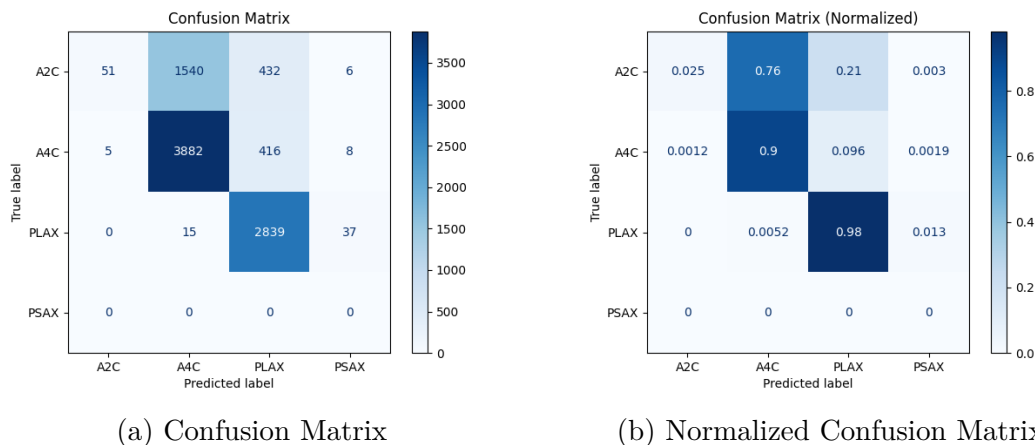 Confusion Matrix
A2C 51 1540 432 6
A4C 5 3882 416 8
PLAX 0 15 2839 37
PSAX 0 0 0 0
A2C A4C PLAX PSAX
Predicted label
True label
3500
3000
2500
2000
1500
1000
500
0
(a) Confusion Matrix
Confusion Matrix (Normalized)
A2C 0.025 0.76 0.21 0.003
A4C 0.0012 0.9 0.096 0.0019
PLAX 0 0.0052 0.98 0.013
PSAX 0 0 0 0
A2C A4C PLAX PSAX
Predicted label
True label
0.8
0.6
0.4
0.2
0.0
(b) Normalized Confusion Matrix